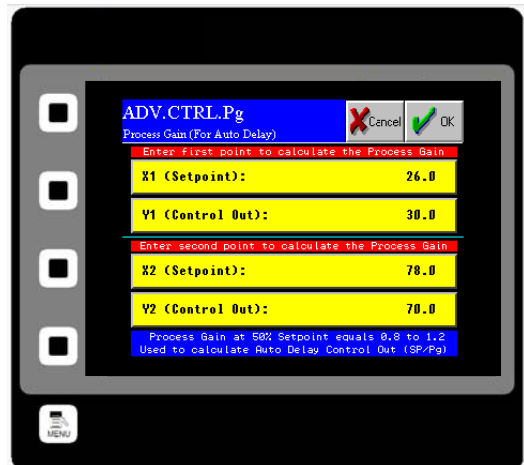 ADV.CTRL.Pg
Process Gain (For Auto Delay)
Cancel
OK
Enter first point to calculate the Process Gain
X1 (Setpoint): 26.0
Y1 (Control Out): 30.0
Enter second point to calculate the Process Gain
X2 (Setpoint): 78.0
Y2 (Control Out): 70.0
Process Gain at 50% Setpoint equals 0.8 to 1.2
Used to calculate Auto Delay Control Out (SP/Pg)
MENU